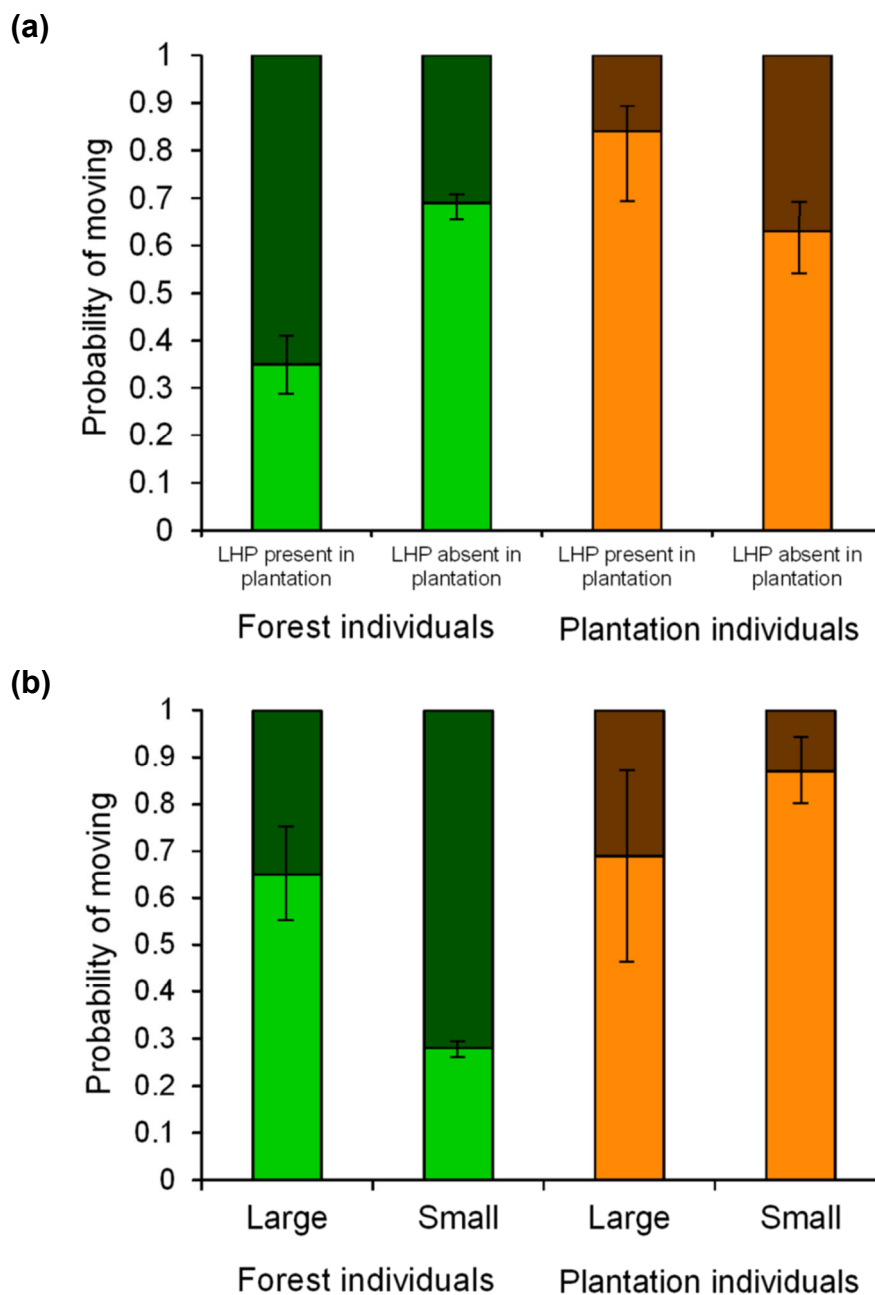 (a)
Probability of moving
1
0.9
0.8
0.7
0.6
0.5
0.4
0.3
0.2
0.1
0
LHP present in
plantation
LHP absent in
plantation
LHP present in
plantation
LHP absent in
plantation
Forest individuals
Plantation individuals
(b)
Probability of moving
1
0.9
0.8
0.7
0.6
0.5
0.4
0.3
0.2
0.1
0
Large
Small
Large
Small
Forest individuals
Plantation individuals